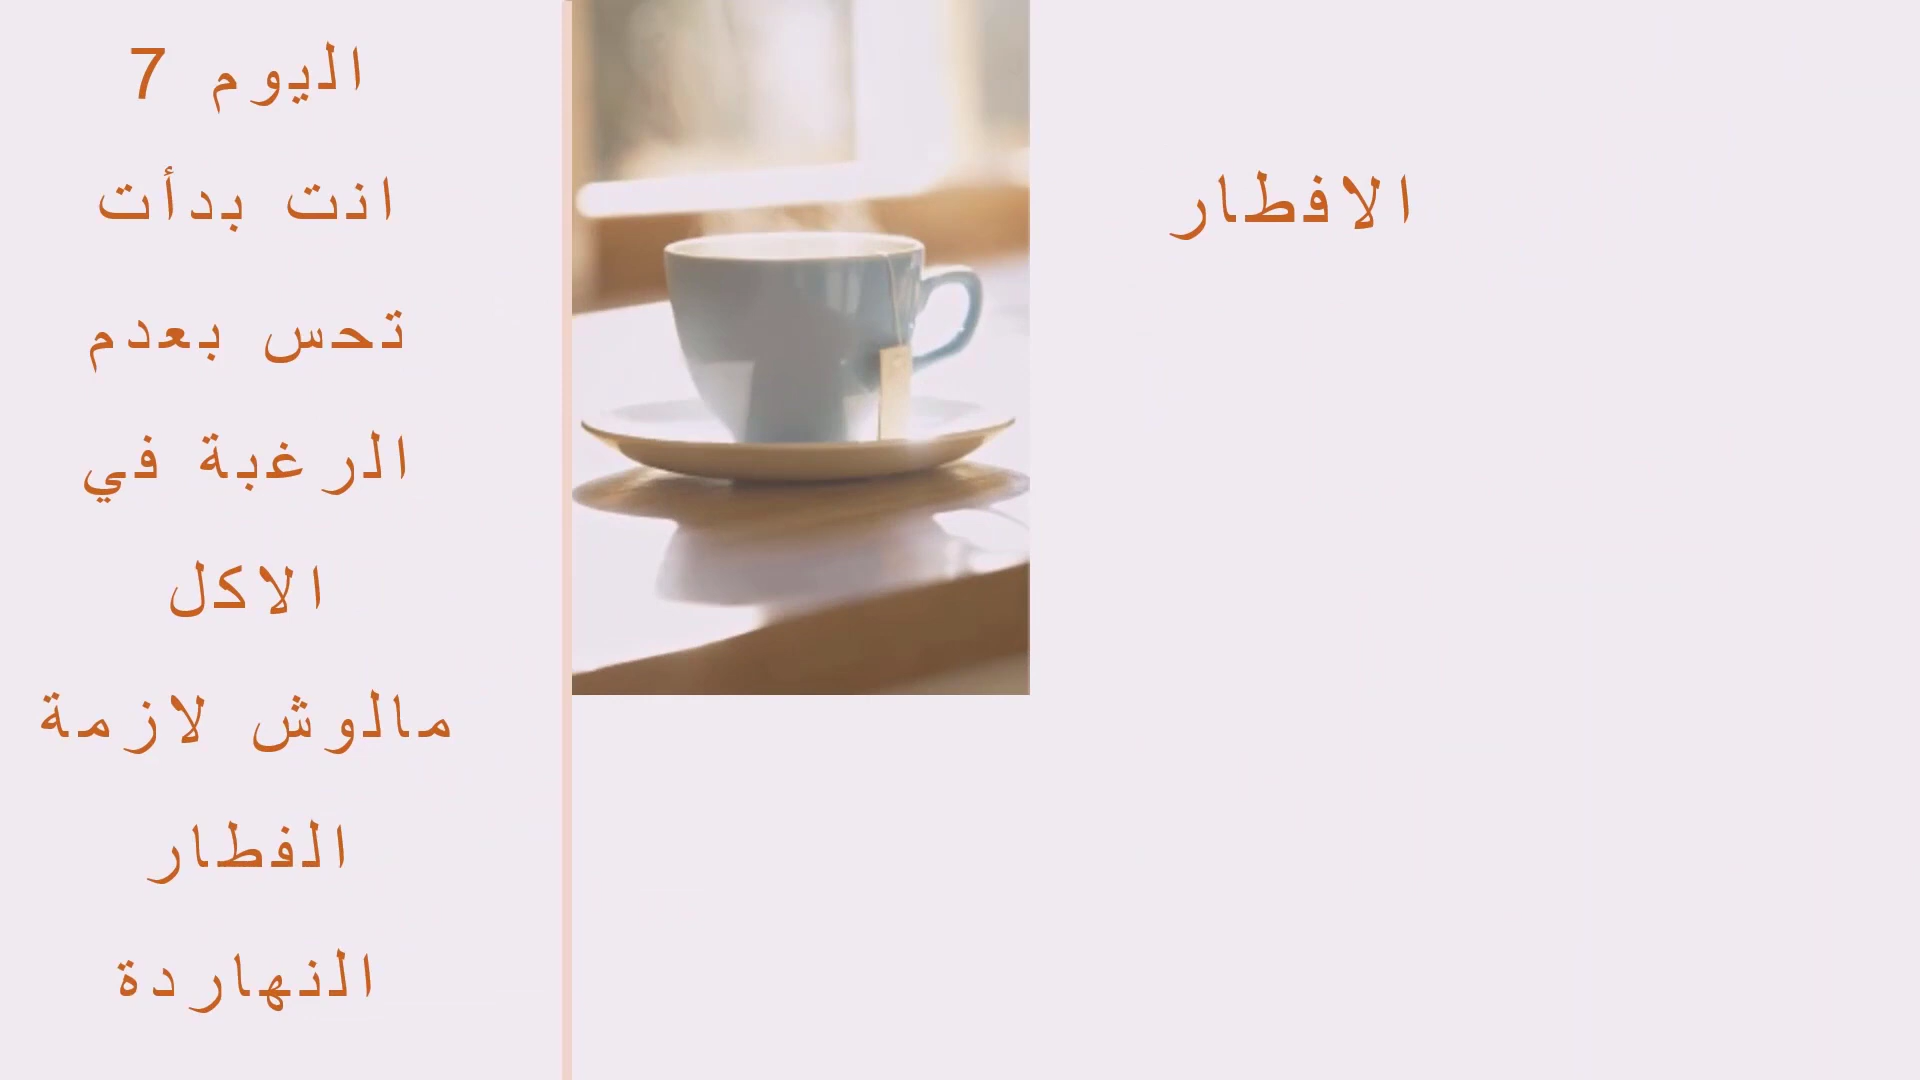 اليوم 7
انت بدأت
تحس بعدم
الرغبة في
الاكل
مالوش لازمة
الفطار
النهاردة
الافطار